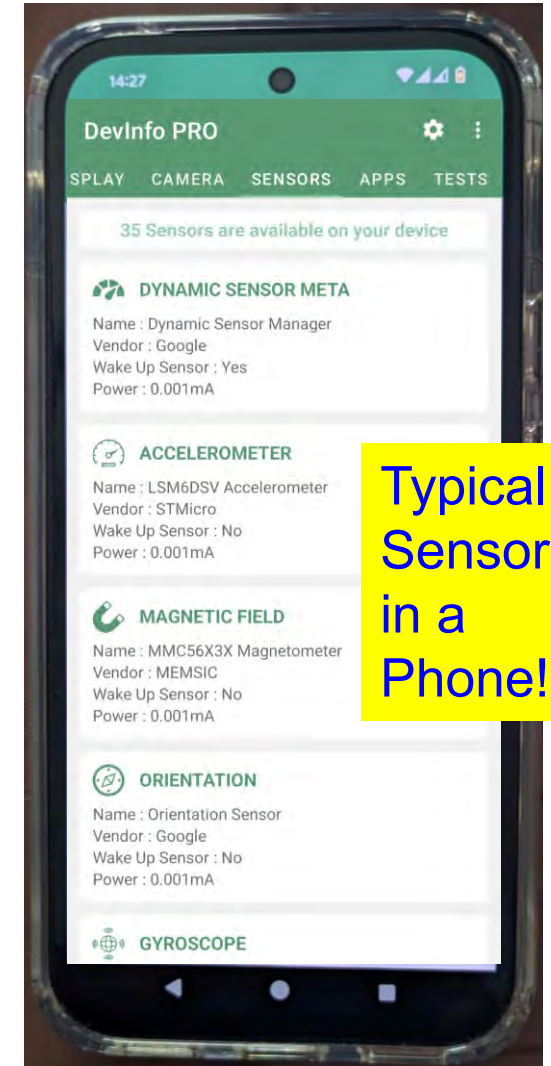 14:27
DevInfo PRO
SPLAY CAMERA SENSORS APPS TESTS
35 Sensors are available on your device
DYNAMIC SENSOR META
Name : Dynamic Sensor Manager
Vendor : Google
Wake Up Sensor : Yes
Power : 0.001mA
ACCELEROMETER
Name : LSM6DSV Accelerometer
Vendor : STMicro
Wake Up Sensor : No
Power : 0.001mA
MAGNETIC FIELD
Name : MMC56X3X Magnetometer
Vendor : MEMSIC
Wake Up Sensor : No
Power : 0.001mA
ORIENTATION
Name : Orientation Sensor
Vendor : Google
Wake Up Sensor : No
Power : 0.001mA
GYROSCOPE
Typical
Sensor
in a
Phone!